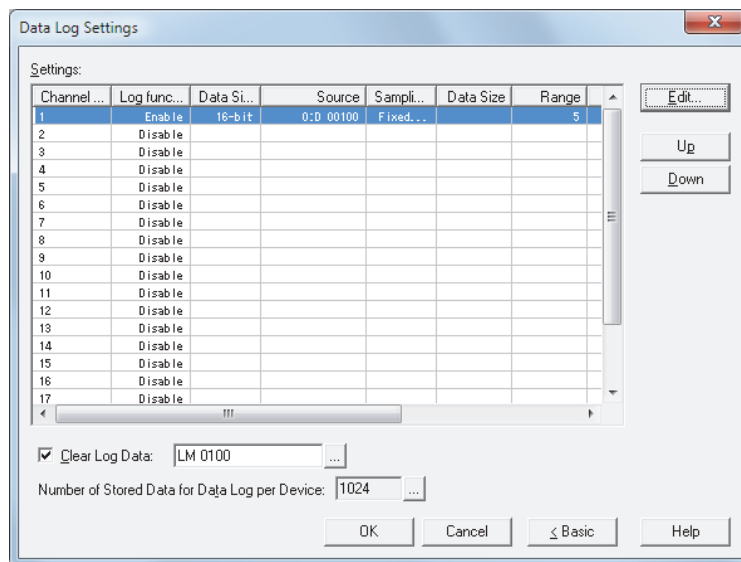 Data Log Settings
Settings:
Channel ... Log func... Data Si... Source Sampli... Data Size Range
1 Enable 16-bit 0:D 00100 Fixed... 5
2 Disable
3 Disable
4 Disable
5 Disable
6 Disable
7 Disable
8 Disable
9 Disable
10 Disable
11 Disable
12 Disable
13 Disable
14 Disable
15 Disable
16 Disable
17 Disable
Edit...
Up
Down
Clear Log Data: LM 0100 ...
Number of Stored Data for Data Log per Device: 1024 ...
OK Cancel < Basic Help